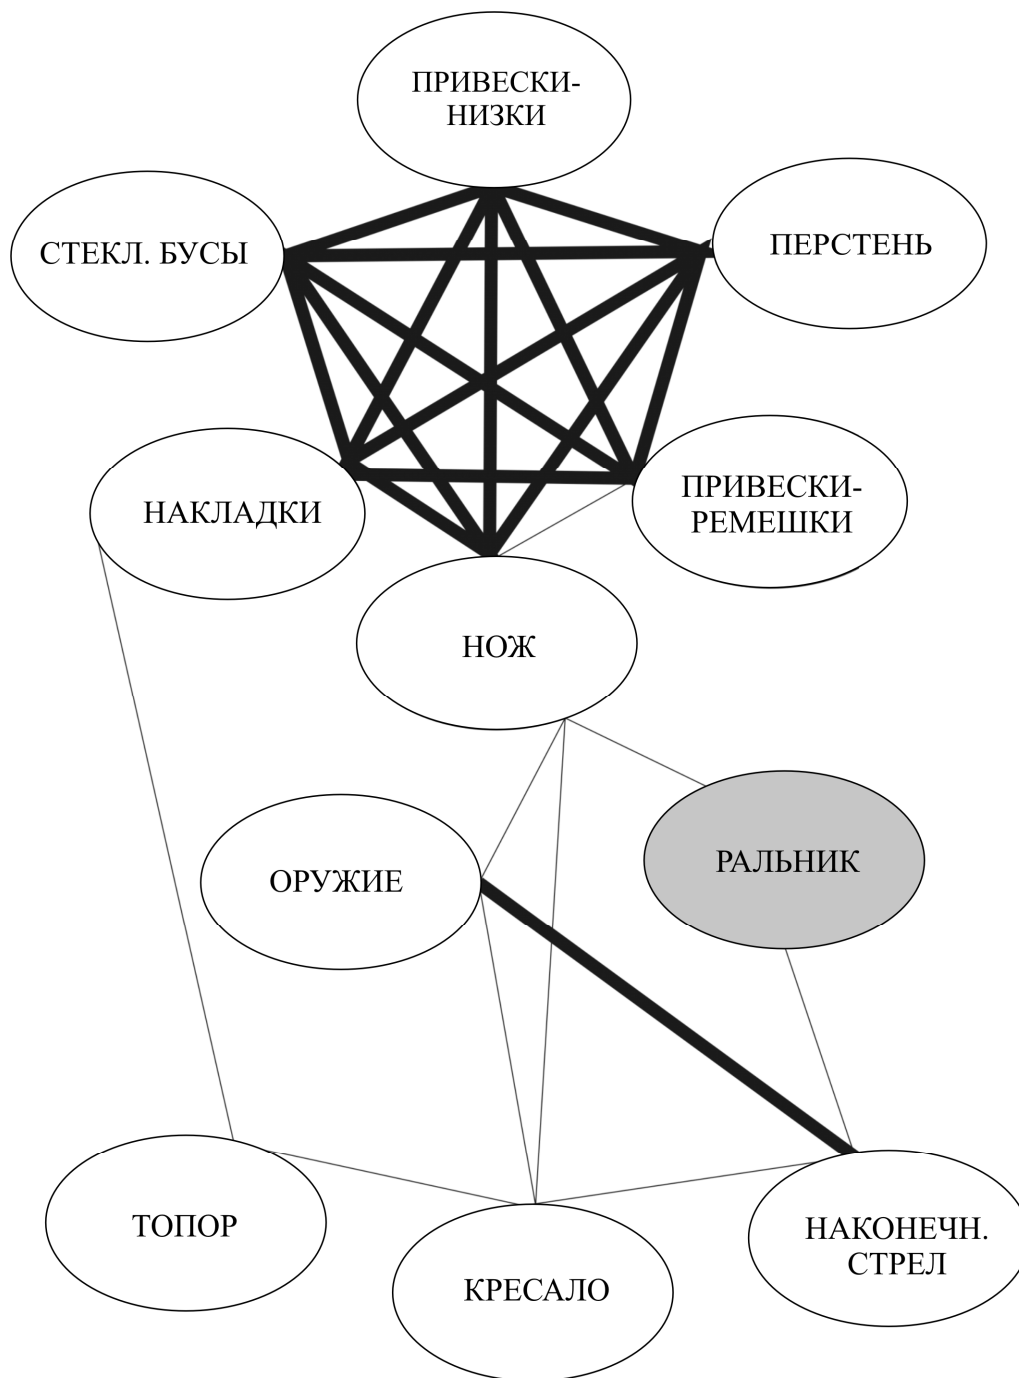 ПРИВЕСКИ-
НИЗКИ
СТЕКЛ. БУСЫ
ПЕРСТЕНЬ
НАКЛАДКИ
ПРИВЕСКИ-
РЕМЕШКИ
НОЖ
ОРУЖИЕ
РАЛЬНИК
ТОПОР
КРЕСАЛО
НАКОНЕЧН.
СТРЕЛ